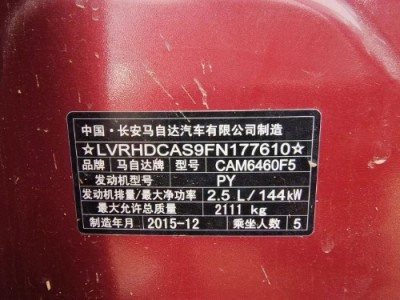 中国·长安马自达汽车有限公司制造
☆LVRHDCAS9FN177610☆
品牌 马自达牌 型号 CAM6460F5
发动机型号 PY
发动机排量/最大净功率 2.5 L/144kW
最大允许总质量 2111 kg
制造年月 2015-12 乘坐人数 5